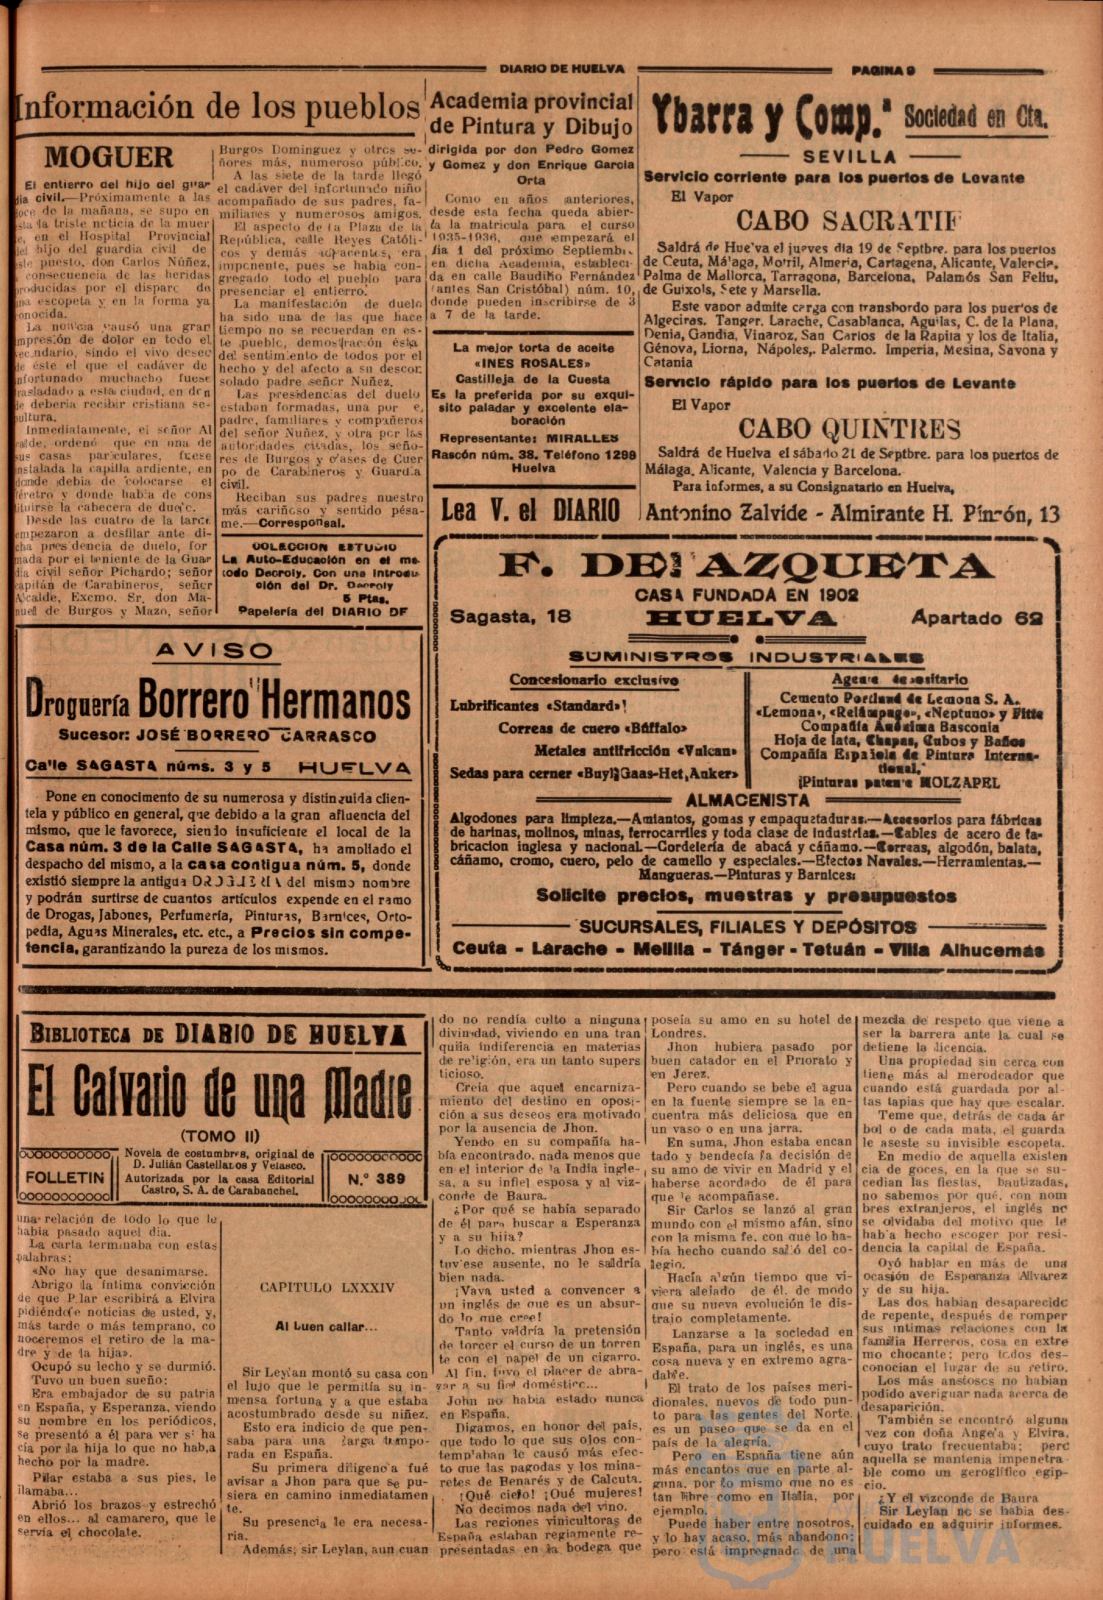 DIARIO DE HUELVA
PAGINA 9
Información de los pueblos
MOGUER
El entierro del hijo del guar
dia civil.—Próximamente a las
doce de la mañana, se supo en
ésta la triste noticia de la muer
te, en el Hospital Provincial
del hijo del guardia civil de
este puesto, don Carlos Núñez,
a consecuencia de las heridas
producidas por el disparo de
una escopeta y en la forma ya
conocida.
La noticia causó una gran
impresión de dolor en todo el
vecindario, siendo el vivo deseo
de éste el que el cadáver de
infortunado muchacho fuese
trasladado a esta ciudad, en don
de debería recibir cristiana se-
pultura.
Inmediatamente, el señor Al
calde, ordenó que en una de
sus casas particulares, fuese
instalada la capilla ardiente, en
donde debía de colocarse el
féretro y donde había de cons
tituirse la cabecera de duelo.
Desde las cuatro de la tarde
empezaron a desfilar ante di-
cha presidencia de duelo, for
mada por el teniente de la Guar
dia civil señor Pichardo; señor
capitán de Carabineros, señor
Alcalde, Excmo. Sr. don Ma-
nuel de Burgos y Mazo, señor
Burgos Domínguez y otros se-
ñores más, numeroso público.
A las siete de la tarde llegó
el cadáver del infortunado niño
acompañado de sus padres, fa-
miliares y numerosos amigos.
El aspecto de la Plaza de la
República, calle Reyes Católi-
cos y demás adyacentes, era
imponente, pues se había con-
gregado todo el pueblo para
presenciar el entierro.
La manifestación de duelo
ha sido una de las que hace
tiempo no se recuerdan en es-
te pueblo, demostración ésta
del sentimiento de todos por el
hecho y del afecto a su descon
solado padre señor Nuñez.
Las presidencias del duelo
estaban formadas, una por e,
padre, familiares y compañeros
del señor Nuñez, y otra por las
autoridades citadas, los seño-
res de Burgos y clases de Cuer
po de Carabineros y Guardia
civil.
Reciban sus padres nuestro
más cariñoso y sentido pésa-
me.—Corresponsal.
COLECCION ESTUDIO
La Auto-Educación en el mé-
todo Decroly. Con una introdu-
ción del Dr. Decroly
5 Ptas.
Papelería del DIARIO DE
Academia provincial
de Pintura y Dibujo
dirigida por don Pedro Gomez
y Gomez y don Enrique Garcia
Orta
Como en años anteriores,
desde esta fecha queda abier-
ta la matrícula para el curso
1935-1936, que empezará el
día 1 del próximo Septiembre
en dicha Academia, estableci-
da en calle Baudilio Fernández
(antes San Cristóbal) núm. 10,
donde pueden inscribirse de 3
a 7 de la tarde.
La mejor torta de aceite
«INES ROSALES»
Castilleja de la Cuesta
Es la preferida por su exqui-
sito paladar y excelente ela-
boración
Representante: MIRALLES
Rascón núm. 38. Teléfono 1299
Huelva
Lea V. el DIARIO
Ybarra y Comp.ª Sociedad en Cta.
SEVILLA
Servicio corriente para los puertos de Levante
El Vapor
CABO SACRATIF
Saldrá de Huelva el jueves dia 19 de Septbre. para los puertos
de Ceuta, Málaga, Motril, Almeria, Cartagena, Alicante, Valencia,
Palma de Mallorca, Tarragona, Barcelona, Palamós San Feliu,
de Guixols, Sete y Marsella.
Este vapor admite carga con transbordo para los puertos de
Algeciras. Tanger, Larache, Casablanca, Aguilas, C. de la Plana,
Denia, Gandia, Vinaroz, San Carlos de la Rapita y los de Italia,
Génova, Liorna, Nápoles,. Palermo. Imperia, Mesina, Savona y
Catania
Servicio rápido para los puertos de Levante
El Vapor
CABO QUINTRES
Saldrá de Huelva el sábado 21 de Septbre. para los puertos de
Málaga, Alicante, Valencia y Barcelona.
Para informes, a su Consignatario en Huelva,
Antonino Zalvide - Almirante H. Pinzón, 13
AVISO
Droguería Borrero Hermanos
Sucesor: JOSÉ BORRERO CARRASCO
Calle SAGASTA núms. 3 y 5 HUELVA
Pone en conocimento de su numerosa y distinguida clien-
tela y público en general, que debido a la gran afluencia del
mismo, que le favorece, siendo insuficiente el local de la
Casa núm. 3 de la Calle SAGASTA, ha ampliado el
despacho del mismo, a la casa contigua núm. 5, donde
existió siempre la antigua DROGUERIA del mismo nombre
y podrán surtirse de cuantos artículos expende en el ramo
de Drogas, Jabones, Perfumería, Pinturas, Barnices, Orto-
pedia, Aguas Minerales, etc. etc., a Precios sin compe-
tencia, garantizando la pureza de los mismos.
F. DE AZQUETA
CASA FUNDADA EN 1902
Sagasta, 18 HUELVA Apartado 62
SUMINISTROS INDUSTRIALES
Concesionario exclusivo
Lubrificantes «Standard»
Correas de cuero «Búffalo»
Metales antifricción «Vulcan»
Sedas para cerner «Buyl-Gaas-Het, Anker»
Agente depositario
Cemento Portland de Lemona S. A.
«Lemona», «Relámpago», «Neptuno» y Fitte
Compañía Anónima Basconia
Hoja de lata, Chapas, Cubos y Baños
Compañía Española de Pintura Interna-
tional,
Pinturas patente MOLZAPEL
ALMACENISTA
Algodones para limpieza.—Amiantos, gomas y empaquetaduras.—Accesorios para fábricas
de harinas, molinos, minas, ferrocarriles y toda clase de industrias.—Cables de acero de fa-
bricacion inglesa y nacional.—Cordelería de abacá y cáñamo.—Correas, algodón, balata,
cáñamo, cromo, cuero, pelo de camello y especiales.—Efectos Navales.—Herramientas.—
Mangueras.—Pinturas y Barnices:
Solicite precios, muestras y presupuestos
SUCURSALES, FILIALES Y DEPÓSITOS
Ceuta - Larache - Melilla - Tánger - Tetuán - Villa Alhucemas
BIBLIOTECA DE DIARIO DE HUELVA
El Calvario de una Madre
(TOMO II)
FOLLETIN
Novela de costumbres, original de
D. Julián Castellanos y Velasco.
Autorizada por la casa Editorial
Castro, S. A. de Carabanchel.
N.º 389
una relación de todo lo que le
había pasado aquel día.
La carta terminaba con estas
palabras:
«No hay que desanimarse.
Abrigo la íntima convicción
de que Pilar escribirá a Elvira
pidiéndole noticias de usted, y,
más tarde o más temprano, co
noceremos el retiro de la ma-
dre y de la hija».
Ocupó su lecho y se durmió.
Tuvo un buen sueño:
Era embajador de su patria
en España, y Esperanza, viendo
su nombre en los periódicos,
se presentó a él para ver si ha
cía por la hija lo que no había
hecho por la madre.
Pilar estaba a sus pies, le
llamaba...
Abrió los brazos y estrechó
en ellos... al camarero, que le
servía el chocolate.
CAPITULO LXXXIV
Al buen callar...
Sir Leylan montó su casa con
el lujo que le permitía su in-
mensa fortuna y a que estaba
acostumbrado desde su niñez.
Esto era indicio de que pen-
saba para una larga tempo-
rada en España.
Su primera diligencia fué
avisar a Jhon para que se pu-
siera en camino inmediatamen
te.
Su presencia le era necesa-
ria.
Además, sir Leylan, aun cuan
do no rendía culto a ninguna
divinidad, viviendo en una tran
quila indiferencia en materias
de religión, era un tanto supers
ticioso.
Creía que aquel encarniza-
miento del destino en oposi-
ción a sus deseos era motivado
por la ausencia de Jhon.
Yendo en su compañía ha-
bía encontrado, nada menos que
en el interior de la India ingle-
sa, a su infiel esposa y al viz-
conde de Baura.
¿Por qué se había separado
de él para buscar a Esperanza
y a su hija?
Lo dicho, mientras Jhon es-
tuviese ausente, no le saldría
bien nada.
¡Vaya usted a convencer a
un inglés de que es un absur-
do lo que cree!
Tanto valdría la pretensión
de torcer el curso de un torren
te con el papel de un cigarro.
Al fin, tuvo el placer de abra-
zar a su fiel doméstico...
John no había estado nunca
en España.
Digamos, en honor del país,
que todo lo que sus ojos con-
templaban le causó más efec-
to que las pagodas y los mina-
retes de Benarés y de Calcuta.
¡Qué cielo! ¡Qué mujeres!
No decimos nada del vino.
Las regiones vinícultoras de
España estaban regiamente re-
presentadas en la bodega que
poseía su amo en su hotel de
Londres.
Jhon hubiera pasado por
buen catador en el Priorato y
en Jerez.
Pero cuando se bebe el agua
en la fuente siempre se la en-
cuentra más deliciosa que en
un vaso o en una jarra.
En suma, Jhon estaba encan
tado y bendecía la decisión de
su amo de vivir en Madrid y el
haberse acordado de él para
que le acompañase.
Sir Carlos se lanzó al gran
mundo con el mismo afán, sino
con la misma fe, con que lo ha-
bía hecho cuando salió del co-
legio.
Hacía algún tiempo que vi-
viera alejado de él, de modo
que su nueva evolución le dis-
trajo completamente.
Lanzarse a la sociedad en
España, para un inglés, es una
cosa nueva y en extremo agra-
dable.
El trato de los países meri-
dionales, nuevos de todo pun-
to para las gentes del Norte,
es un paseo que se da en el
país de la alegría.
Pero en España tiene aún
más encantos que en parte al-
guna, por lo mismo que no es
tan libre como en Italia, por
ejemplo.
Puede haber entre nosotros,
y lo hay acaso, más abandono;
pero está impregnado de una
mezcla de respeto que viene a
ser la barrera ante la cual se
detiene la licencia.
Una propiedad sin cerca con
tiene más al merodeador que
cuando está guardada por al-
tas tapias que hay que escalar.
Teme que, detrás de cada ár
bol o de cada mata, el guarda
le aseste su invisible escopeta.
En medio de aquella existen
cia de goces, en la que se su-
cedían las fiestas, bautizadas,
no sabemos por qué, con nom
bres extranjeros, el inglés no
se olvidaba del motivo que le
había hecho escoger por resi-
dencia la capital de España.
Oyó hablar en más de una
ocasión de Esperanza Alvarez
y de su hija.
Las dos habían desaparecido
de repente, después de romper
sus íntimas relaciones con la
familia Herreros, cosa en extre
mo chocante; pero todos des-
conocían el lugar de su retiro.
Los más ansiosos no habían
podido averiguar nada acerca de
desaparición.
También se encontró alguna
vez con doña Angela y Elvira,
cuyo trato frecuentaba; pero
aquella se mantenía impenetra
ble como un geroglífico egip-
cio.
¿Y el vizconde de Baura
Sir Leylan no se había des-
cuidado en adquirir informes.
HUELVA